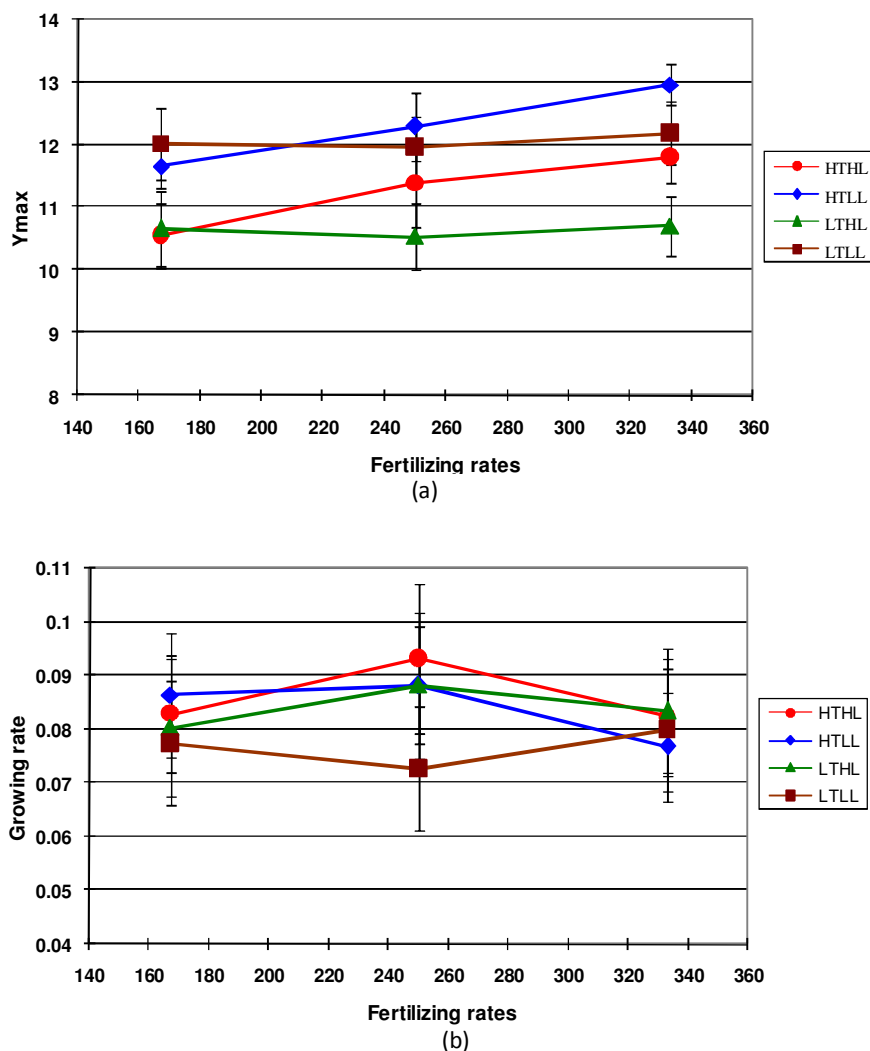 14
13
12
11
10
9
8
Ymax
140 160 180 200 220 240 260 280 300 320 340 360
Fertilizing rates
(a)
HTHL
HTLL
LTHL
LTLL
0.11
0.1
0.09
0.08
0.07
0.06
0.05
0.04
Growing rate
140 160 180 200 220 240 260 280 300 320 340 360
Fertilizing rates
(b)
HTHL
HTLL
LTHL
LTLL